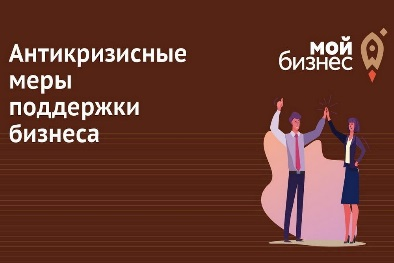 Антикризисные
меры
поддержки
бизнеса
мой
бизнес